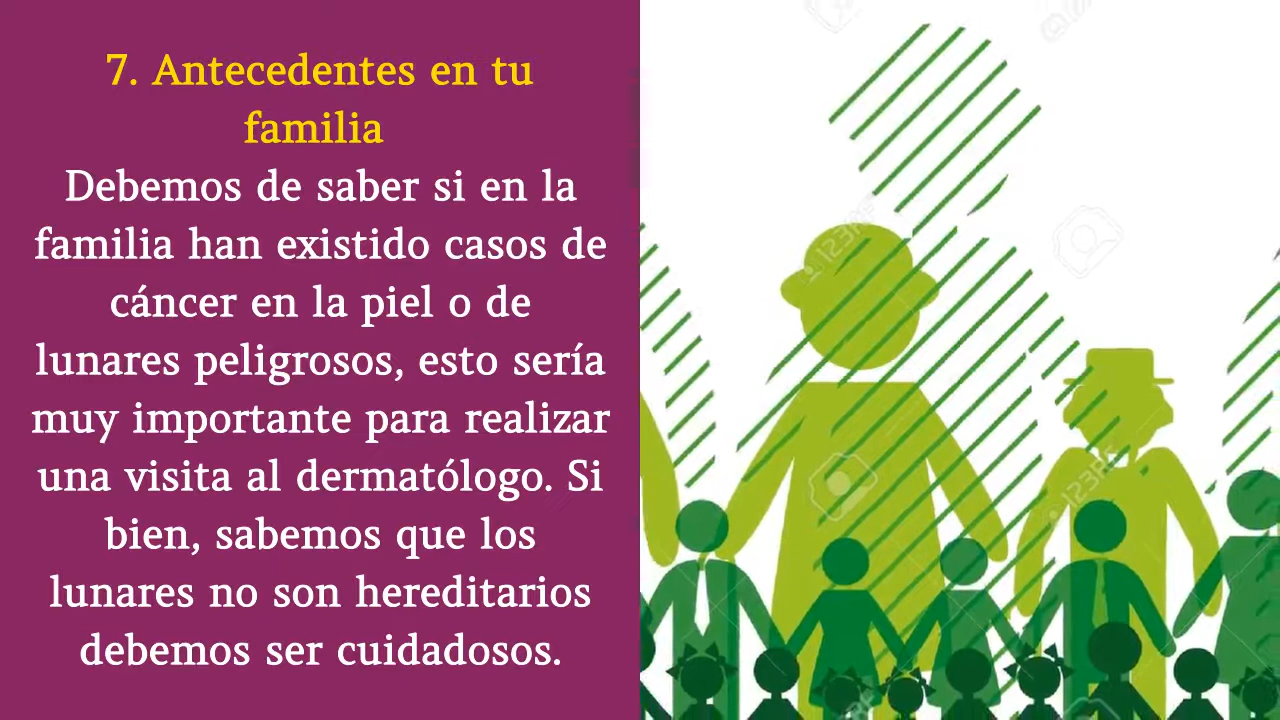 7. Antecedentes en tu
familia
Debemos de saber si en la
familia han existido casos de
cáncer en la piel o de
lunares peligrosos, esto sería
muy importante para realizar
una visita al dermatólogo. Si
bien, sabemos que los
lunares no son hereditarios
debemos ser cuidadosos.
123RF
123RF